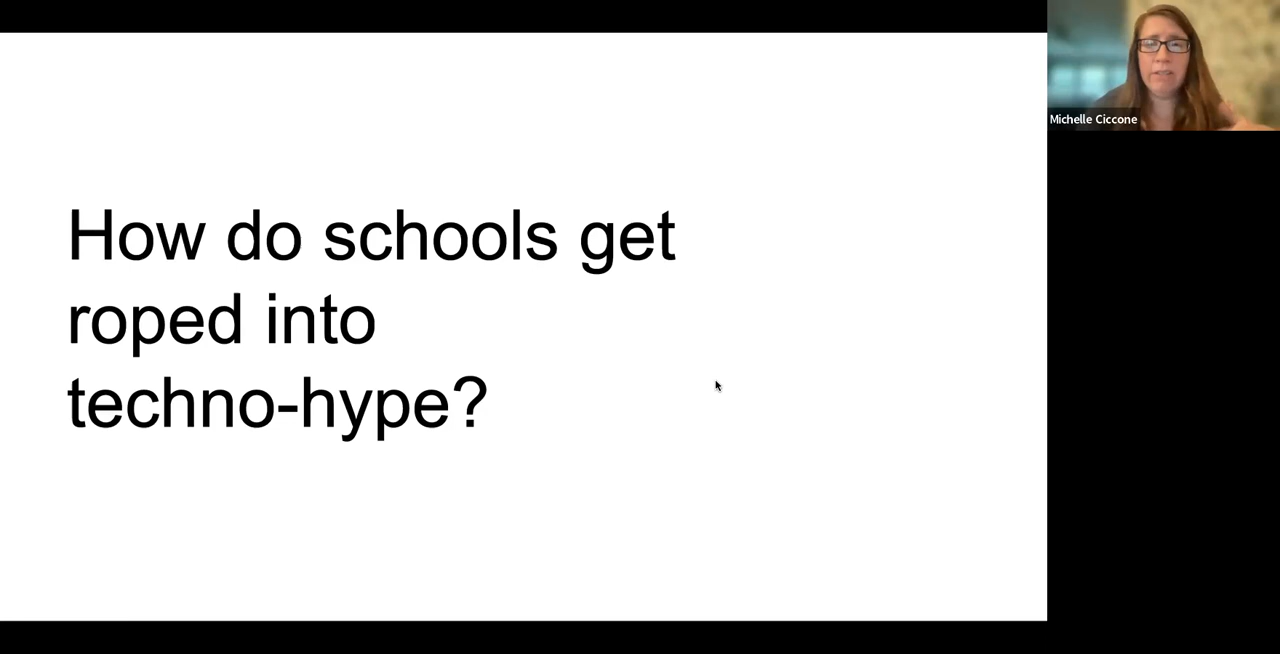 How do schools get
roped into
techno-hype?
Michelle Ciccone